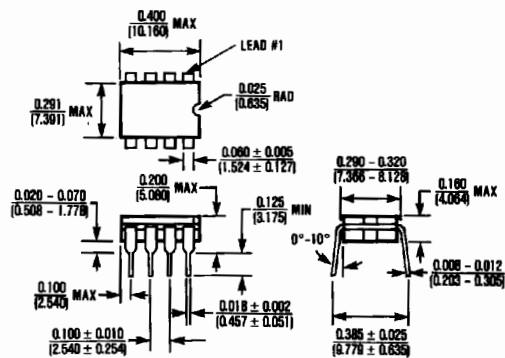 0.400
(10.160) MAX
LEAD #1
0.291
(7.391) MAX
0.025
(0.635) RAD
0.060 ± 0.005
(1.524 ± 0.127)
0.200
(5.080) MAX
0.290 – 0.320
(7.366 – 8.128)
0.020 – 0.070
(0.508 – 1.778)
0.125
(3.175) MIN
0.160
(4.064) MAX
0°–10°
0.100
(2.540) MAX
0.008 – 0.012
(0.203 – 0.305)
0.018 ± 0.002
(0.457 ± 0.051)
0.100 ± 0.010
(2.540 ± 0.254)
0.385 ± 0.025
(9.779 ± 0.635)